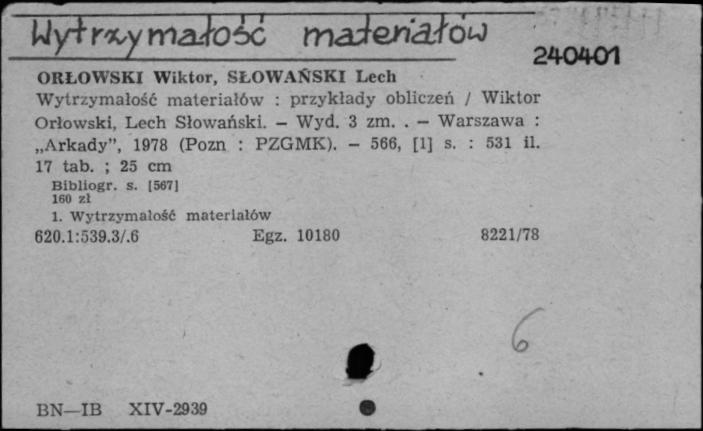 Wytrzymałość materiałów
240401
ORŁOWSKI Wiktor, SŁOWAŃSKI Lech
Wytrzymałość materiałów : przykłady obliczeń / Wiktor
Orłowski, Lech Słowański. — Wyd. 3 zm. . — Warszawa :
„Arkady”, 1978 (Pozn : PZGMK). — 566, [1] s. : 531 il.
17 tab. ; 25 cm
Bibliogr. s. [567]
160 zł
1. Wytrzymałość materiałów
620.1:539.3/.6 Egz. 10180 8221/78
6
BN—IB XIV-2939